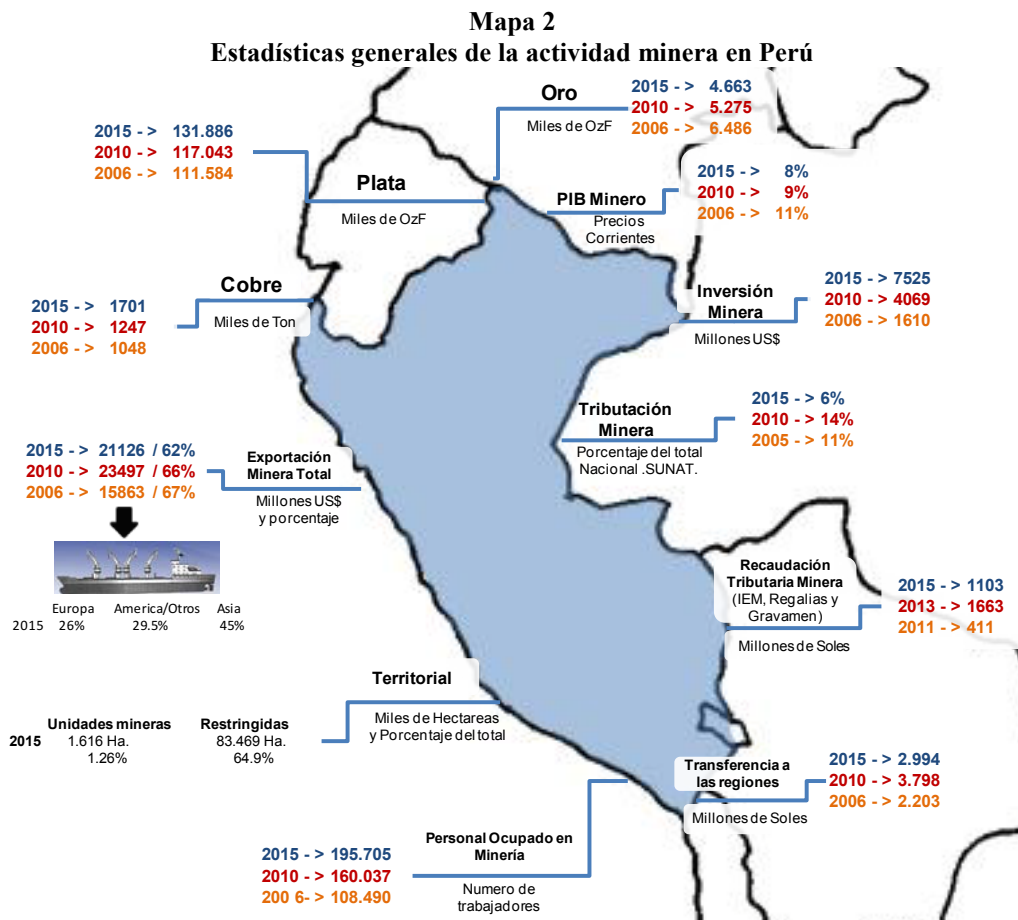 Mapa 2
Estadísticas generales de la actividad minera en Perú
Oro
Miles de OzF
2015 - > 4.663
2010 - > 5.275
2006 - > 6.486
2015 - > 131.886
2010 - > 117.043
2006 - > 111.584
Plata
Miles de OzF
PIB Minero
Precios
Corrientes
2015 - > 8%
2010 - > 9%
2006 - > 11%
2015 - > 1701
2010 - > 1247
2006 - > 1048
Cobre
Miles de Ton
Inversión
Minera
Millones US$
2015 - > 7525
2010 - > 4069
2006 - > 1610
Tributación
Minera
Porcentaje del total
Nacional .SUNAT.
2015 - > 6%
2010 - > 14%
2005 - > 11%
2015 - > 21126 / 62%
2010 - > 23497 / 66%
2006 - > 15863 / 67%
Exportación
Minera Total
Millones US$
y porcentaje
Europa America/Otros Asia
2015 26% 29.5% 45%
Recaudación
Tributaria Minera
(IEM, Regalias y
Gravamen)
Millones de Soles
2015 - > 1103
2013 - > 1663
2011 - > 411
Territorial
Miles de Hectareas
y Porcentaje del total
Unidades mineras Restringidas
2015 1.616 Ha. 83.469 Ha.
1.26% 64.9%
Transferencia a
las regiones
Millones de Soles
2015 - > 2.994
2010 - > 3.798
2006 - > 2.203
Personal Ocupado en
Minería
Numero de
trabajadores
2015 - > 195.705
2010 - > 160.037
200 6- > 108.490